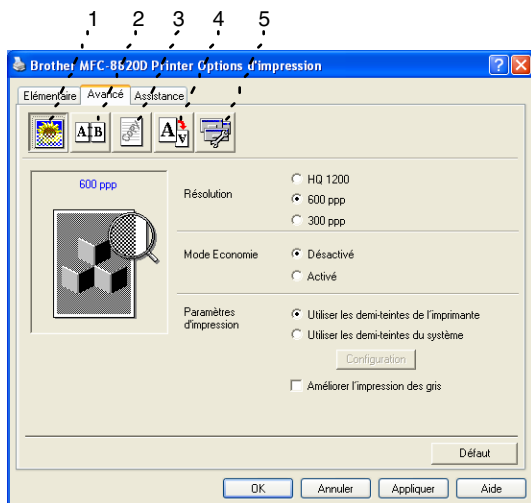 1 2 3 4 5
Brother MFC-8620D Printer Options d'impression
Elémentaire Avancé Assistance
A B A A
600 ppp
Résolution
HQ 1200
600 ppp
300 ppp
Mode Economie
Désactivé
Activé
Paramètres
d'impression
Utiliser les demi-teintes de l'imprimante
Utiliser les demi-teintes du système
Configuration
Améliorer l'impression des gris
Défaut
OK Annuler Appliquer Aide